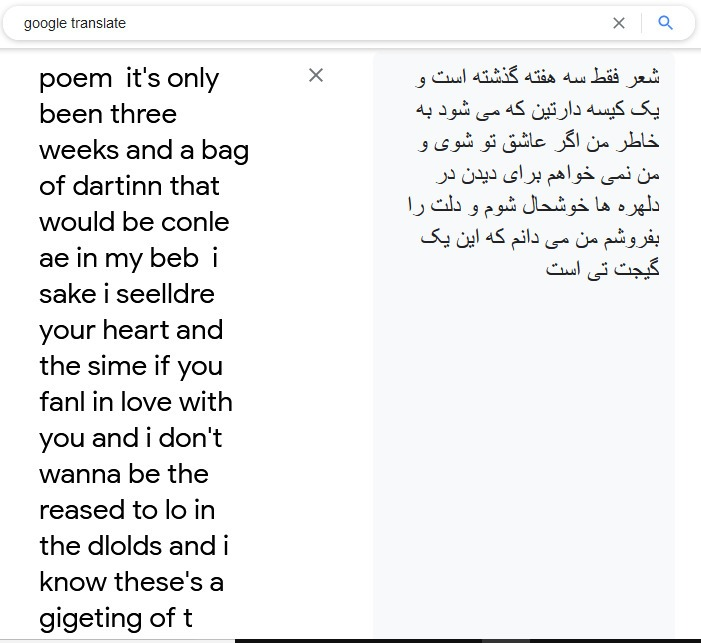 google translate
poem it's only
been three
weeks and a bag
of dartinn that
would be conle
ae in my beb i
sake i seelldre
your heart and
the sime if you
fanl in love with
you and i don't
wanna be the
reased to lo in
the dlolds and i
know these's a
gigeting of t
شعر فقط سه هفته گذشته است و
یک کیسه دارتین که می شود به
خاطر من اگر عاشق تو شوی و
من نمی خواهم برای دیدن در
دلهره ها خوشحال شوم و دلت را
بفروشم من می دانم که این یک
گیجت تی است